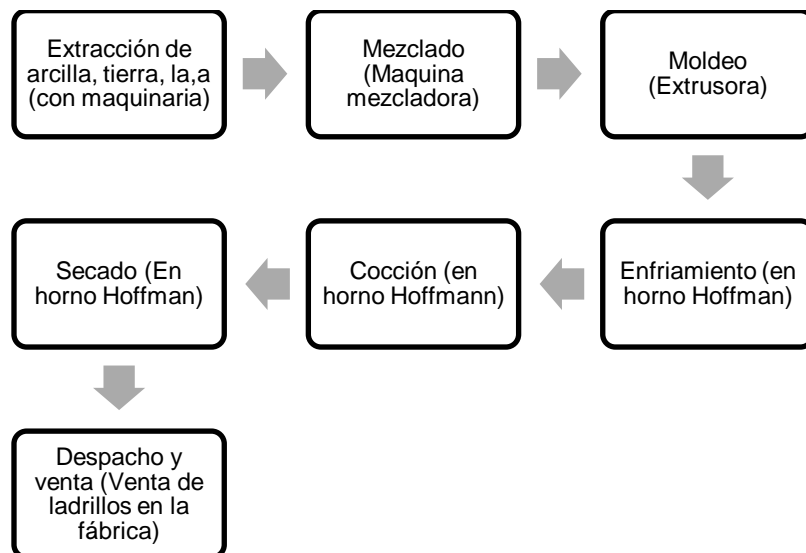 Extracción de
arcilla, tierra, la,a
(con maquinaria)
Mezclado
(Maquina
mezcladora)
Moldeo
(Extrusora)
Enfriamiento (en
horno Hoffman)
Cocción (en
horno Hoffmann)
Secado (En
horno Hoffman)
Despacho y
venta (Venta de
ladrillos en la
fábrica)